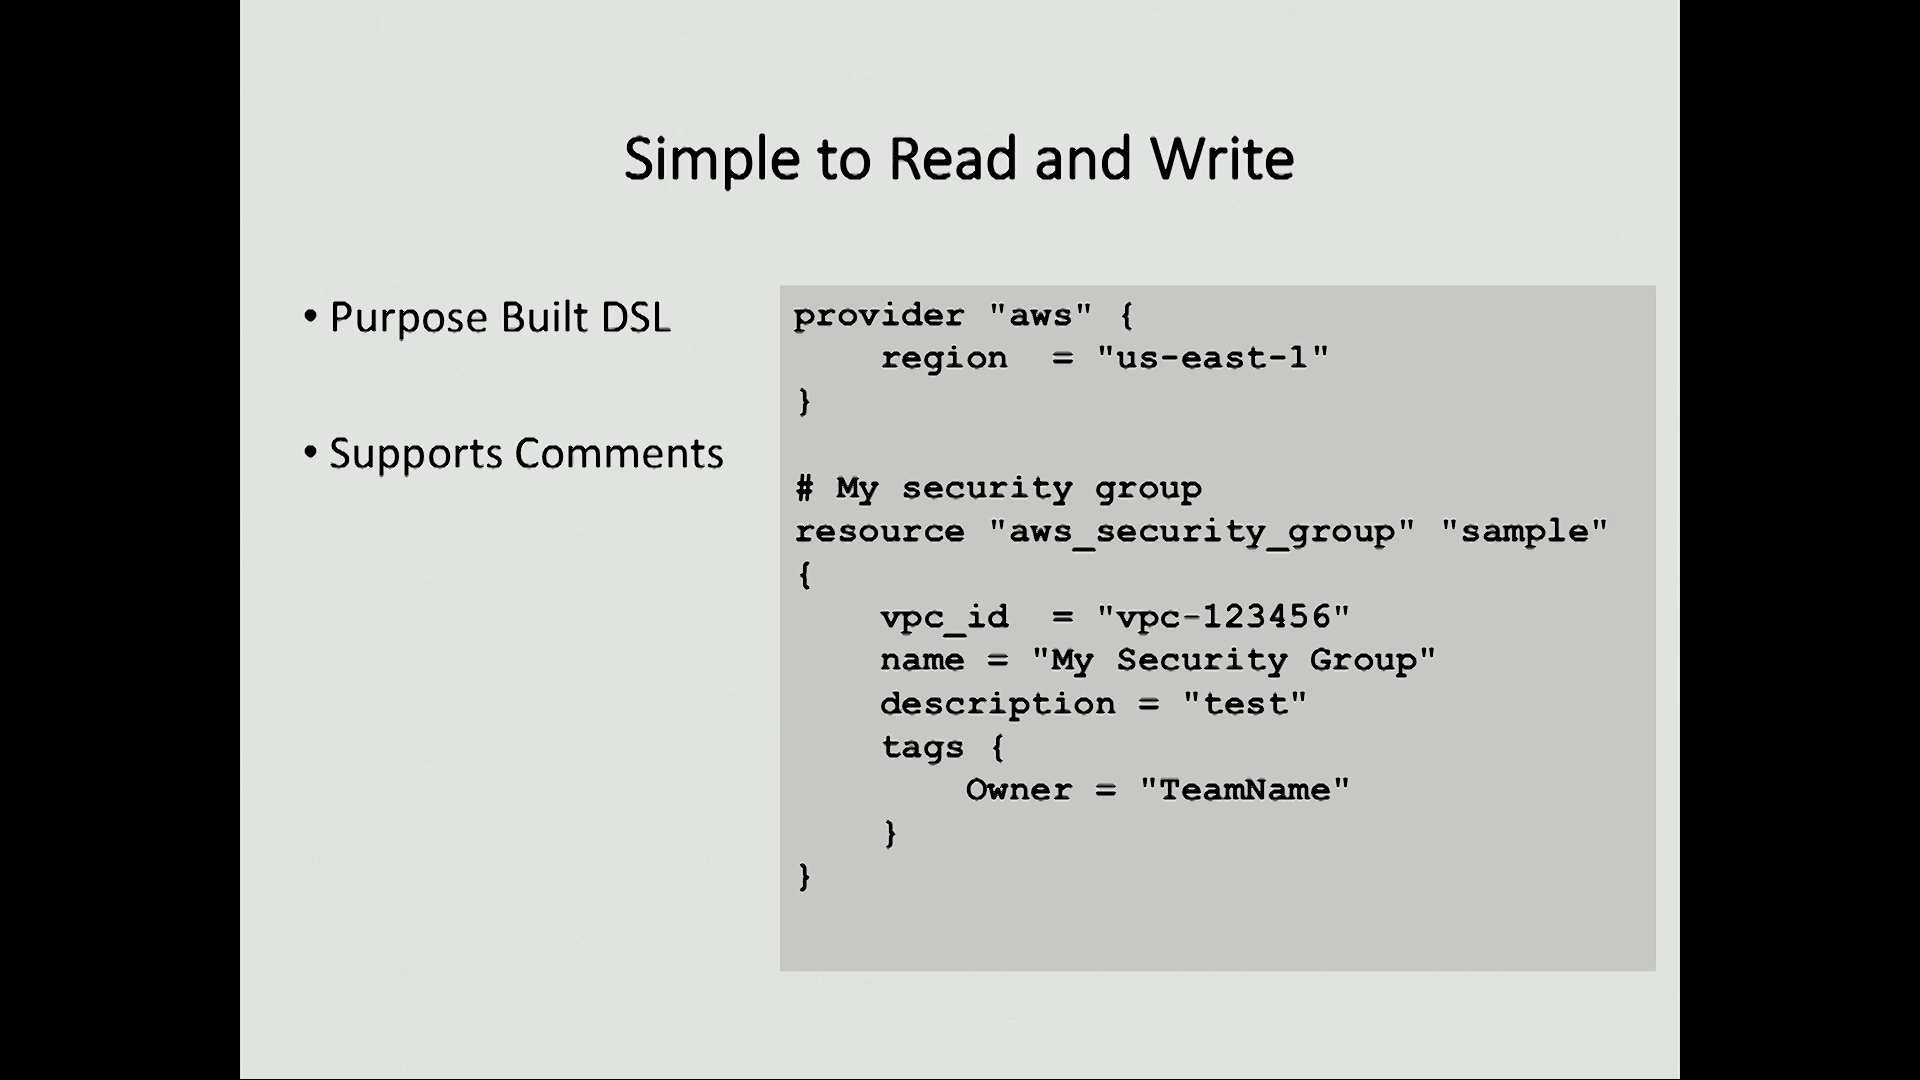 Simple to Read and Write
• Purpose Built DSL
• Supports Comments
provider "aws" {
     region  = "us-east-1"
}

# My security group
resource "aws_security_group" "sample"
{
    vpc_id  = "vpc-123456"
    name = "My Security Group"
    description = "test"
    tags {
        Owner = "TeamName"
    }
}